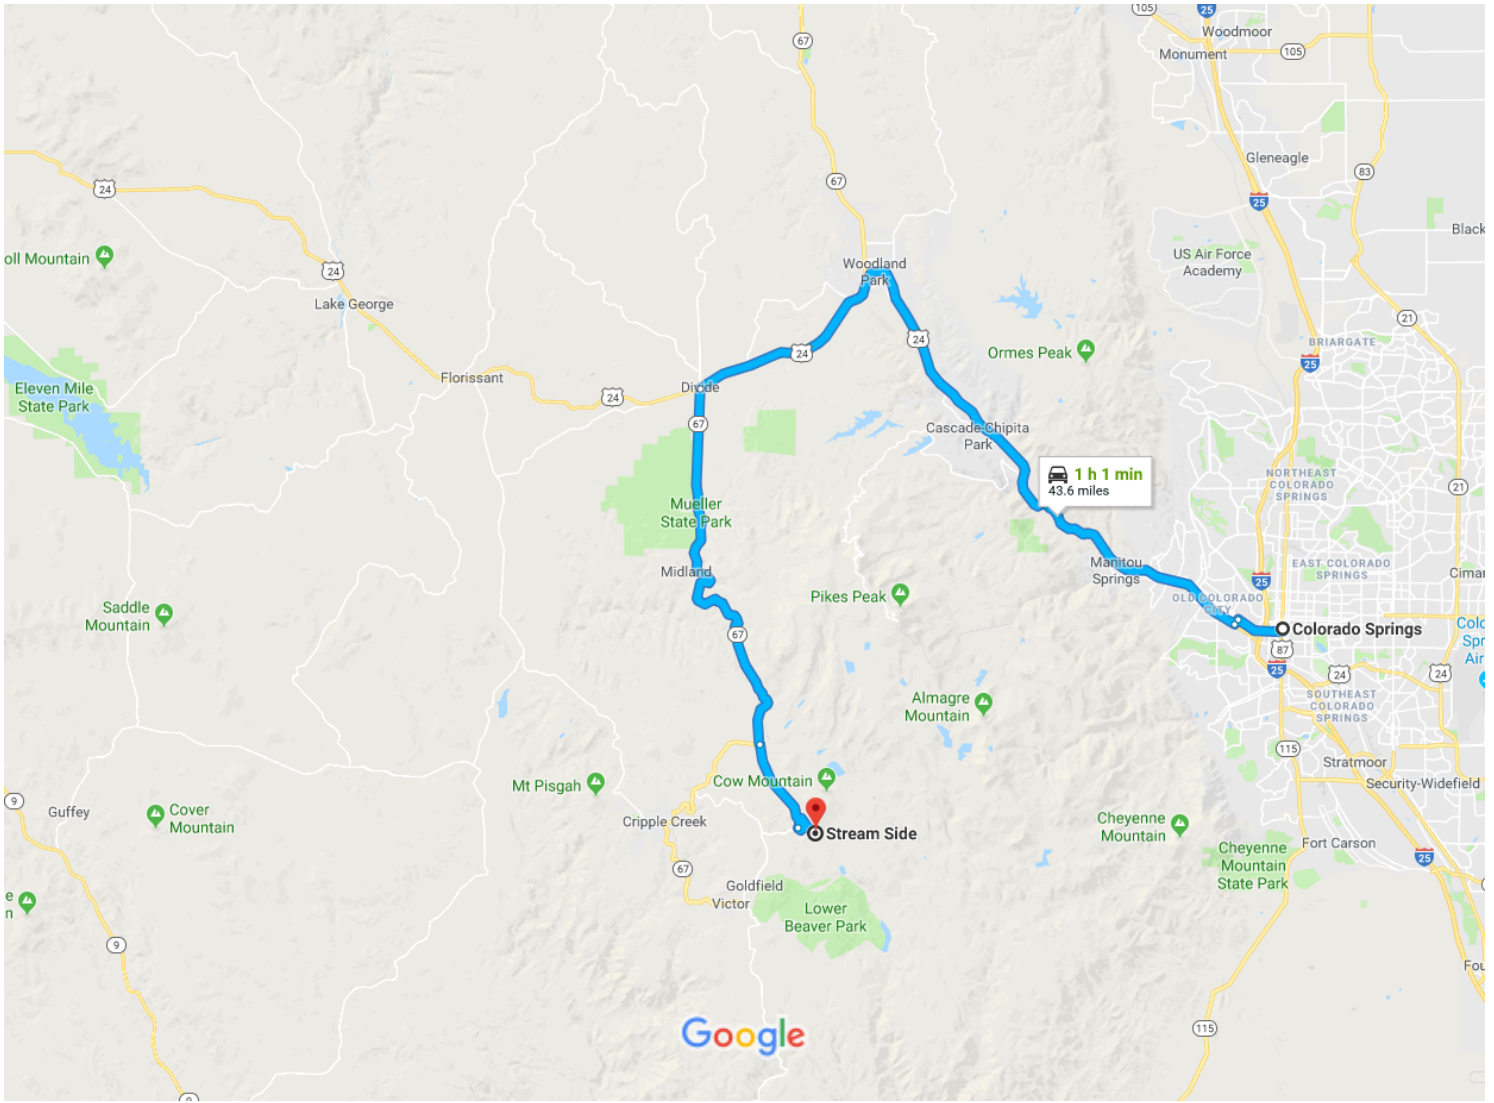 105
25
Woodmoor
67
Monument
105
Gleneagle
83
67
24
25
Black
oll Mountain
US Air Force
Academy
Woodland
Park
24
Lake George
21
24
Ormes Peak
BRIARGATE
24
25
Florissant
Divide
Eleven Mile
State Park
24
67
Cascade-Chipita
Park
1 h 1 min
43.6 miles
NORTHEAST
COLORADO
SPRINGS
21
Mueller
State Park
Midland
Manitou
Springs
EAST COLORADO
SPRINGS
Cimar
25
Pikes Peak
OLD COLORADO
CITY
Saddle
Mountain
67
Colorado Springs
Colo
Spr
Air
87
25
24
24
Almagre
Mountain
SOUTHEAST
COLORADO
SPRINGS
115
Stratmoor
Mt Pisgah
Cow Mountain
Security-Widefield
9
Guffey
Cover
Mountain
Cripple Creek
Stream Side
Cheyenne
Mountain
Fort Carson
25
Cheyenne
Mountain
State Park
67
Goldfield
Victor
Lower
Beaver Park
e
n
9
Fou
Google
115
9